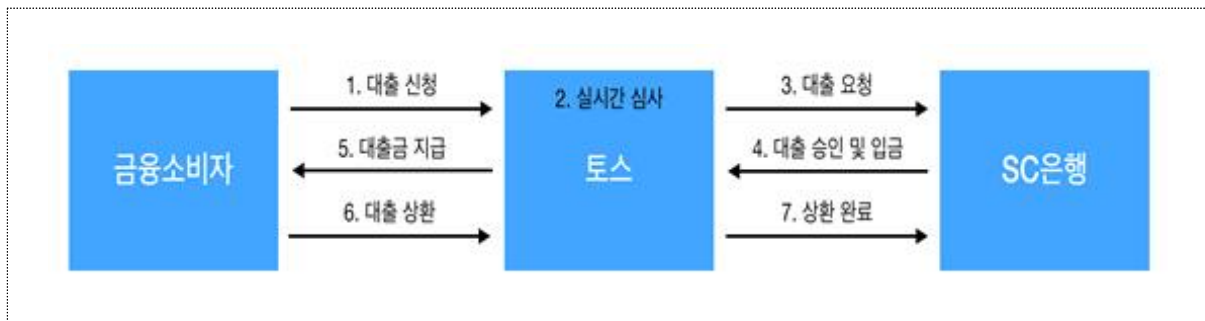 1. 대출 신청
2. 실시간 심사
3. 대출 요청
금융소비자
5. 대출금 지급
토스
4. 대출 승인 및 입금
SC은행
6. 대출 상환
7. 상환 완료